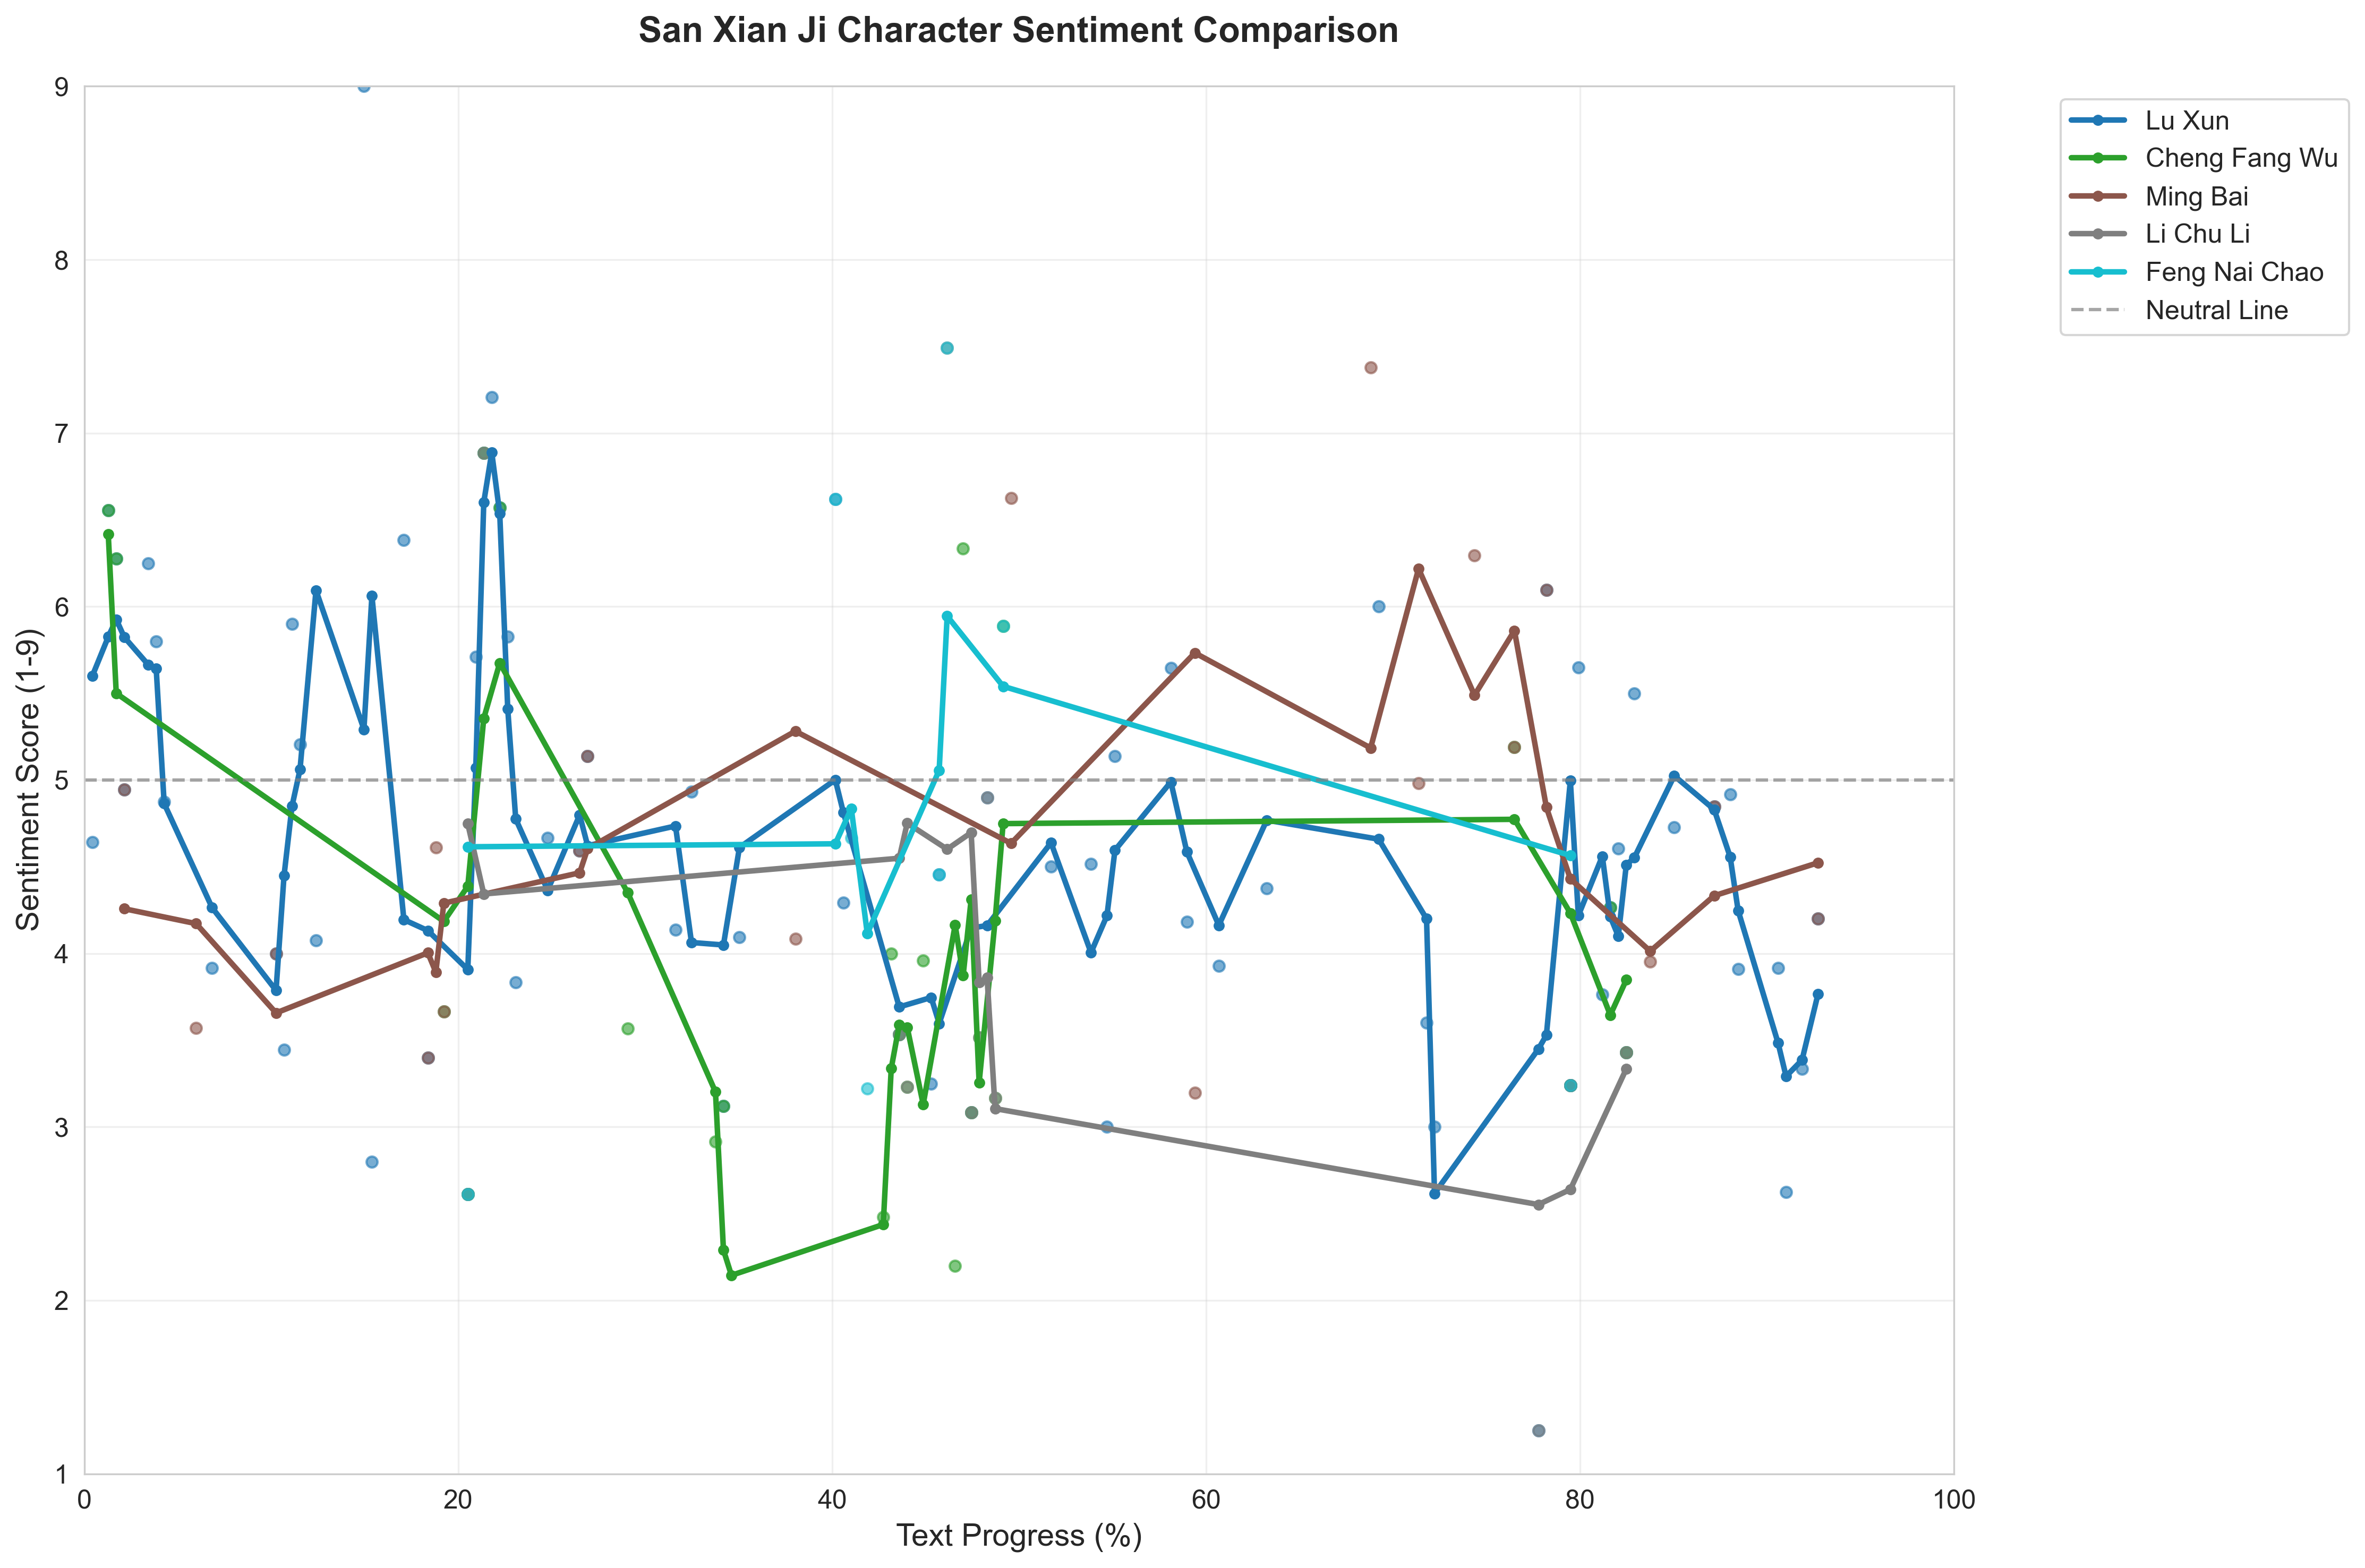 San Xian Ji Character Sentiment Comparison
9
8
7
6
5
4
3
2
1
Sentiment Score (1-9)
0
20
40
60
80
100
Text Progress (%)
Lu Xun
Cheng Fang Wu
Ming Bai
Li Chu Li
Feng Nai Chao
Neutral Line